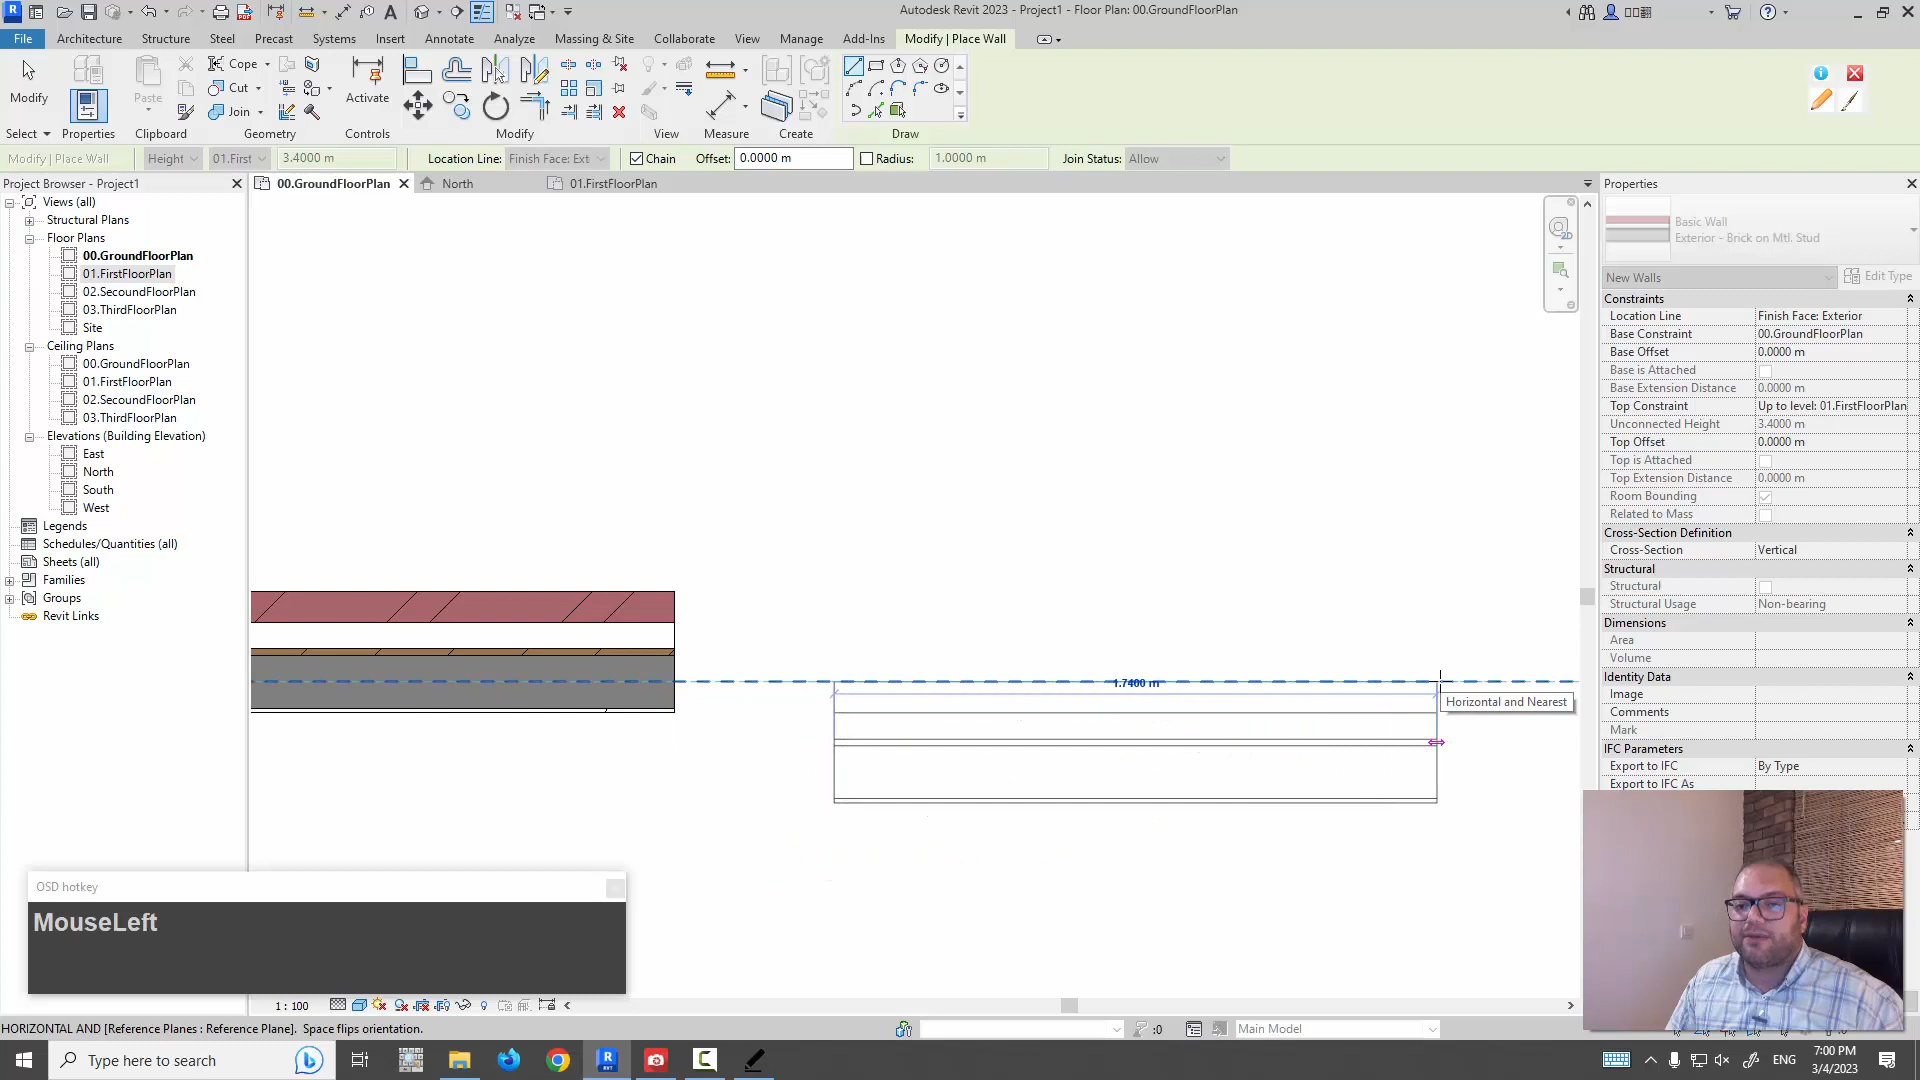 Autodesk Revit 2023 - Project1 - Floor Plan: 00.GroundFloorPlan
File Architecture Structure Steel Precast Systems Insert Annotate Analyze Massing & Site Collaborate View Manage Add-Ins Modify | Place Wall
Cope
Cut
Join
Modify Paste Activate
Select Properties Clipboard Geometry Controls Modify View Measure Create Draw
Modify | Place Wall Height 01.First 3.4000 m Location Line: Finish Face: Ext Chain Offset: 0.0000 m Radius: 1.0000 m Join Status: Allow
Project Browser - Project1
00.GroundFloorPlan North 01.FirstFloorPlan
Views (all)
Structural Plans
Floor Plans
00.GroundFloorPlan
01.FirstFloorPlan
02.SecoundFloorPlan
03.ThirdFloorPlan
Site
Ceiling Plans
00.GroundFloorPlan
01.FirstFloorPlan
02.SecoundFloorPlan
03.ThirdFloorPlan
Elevations (Building Elevation)
East
North
South
West
Legends
Schedules/Quantities (all)
Sheets (all)
Families
Groups
Revit Links
2D
1.7400 m
Horizontal and Nearest
Properties
Basic Wall
Exterior - Brick on Mtl. Stud
New Walls Edit Type
Constraints
Location Line Finish Face: Exterior
Base Constraint 00.GroundFloorPlan
Base Offset 0.0000 m
Base is Attached
Base Extension Distance 0.0000 m
Top Constraint Up to level: 01.FirstFloorPlan
Unconnected Height 3.4000 m
Top Offset 0.0000 m
Top is Attached
Top Extension Distance 0.0000 m
Room Bounding
Related to Mass
Cross-Section Definition
Cross-Section Vertical
Structural
Structural
Structural Usage Non-bearing
Dimensions
Area
Volume
Identity Data
Image
Comments
Mark
IFC Parameters
Export to IFC By Type
Export to IFC As
OSD hotkey
MouseLeft
1 : 100
HORIZONTAL AND [Reference Planes : Reference Plane]. Space flips orientation.
:0 Main Model
Type here to search
ENG
7:00 PM
3/4/2023